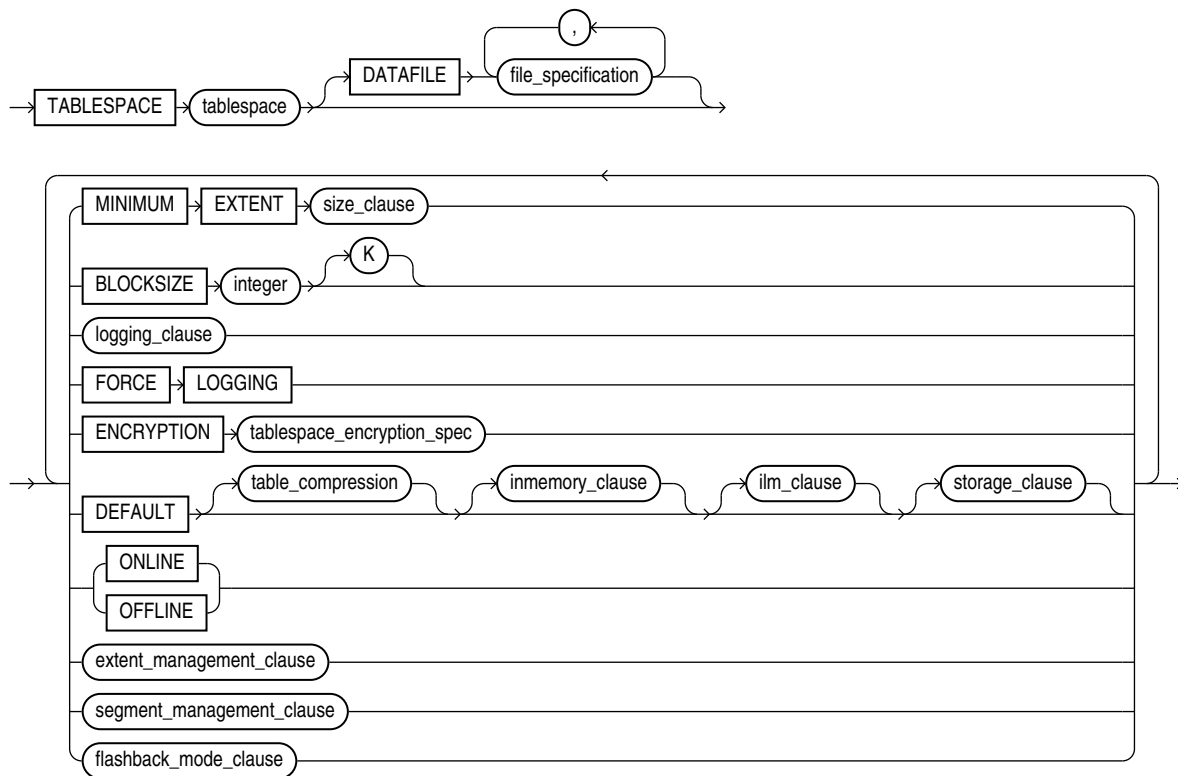 ,
DATAFILE file_specification
TABLESPACE tablespace
MINIMUM EXTENT size_clause
K
BLOCKSIZE integer
logging_clause
FORCE LOGGING
ENCRYPTION tablespace_encryption_spec
table_compression inmemory_clause ilm_clause storage_clause
DEFAULT
ONLINE
OFFLINE
extent_management_clause
segment_management_clause
flashback_mode_clause